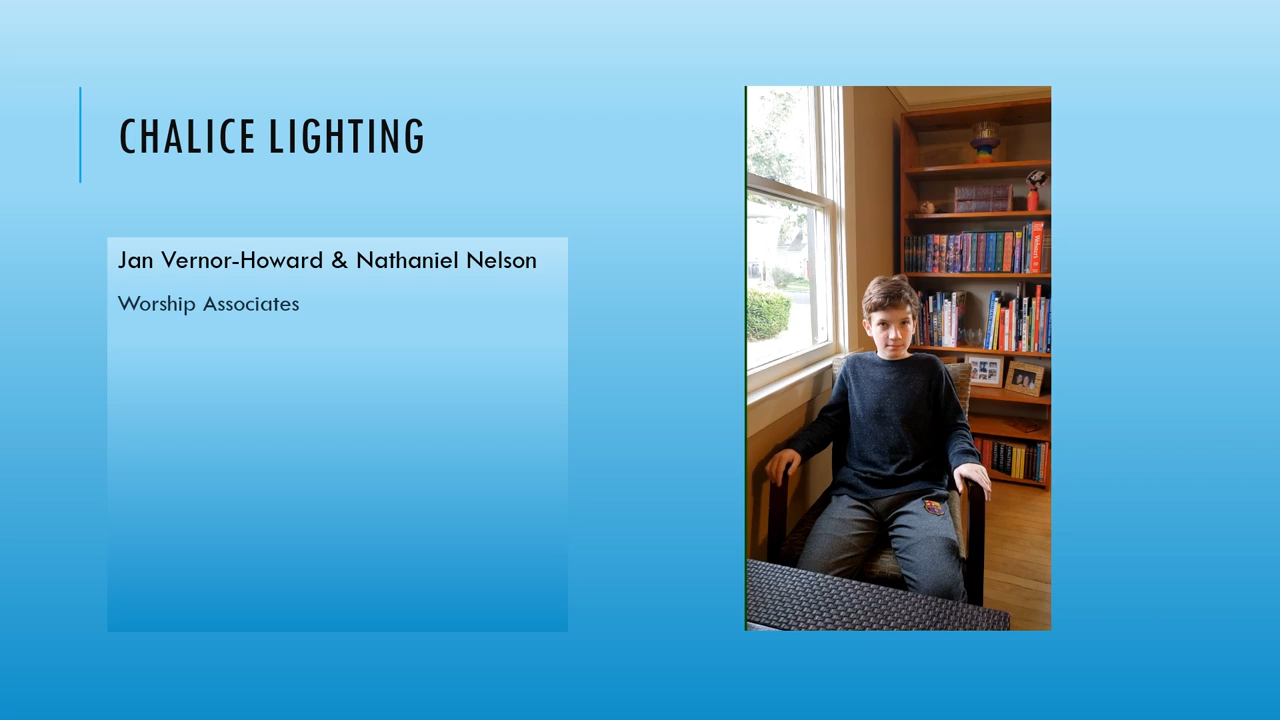 CHALICE LIGHTING
Jan Vernor-Howard & Nathaniel Nelson
Worship Associates